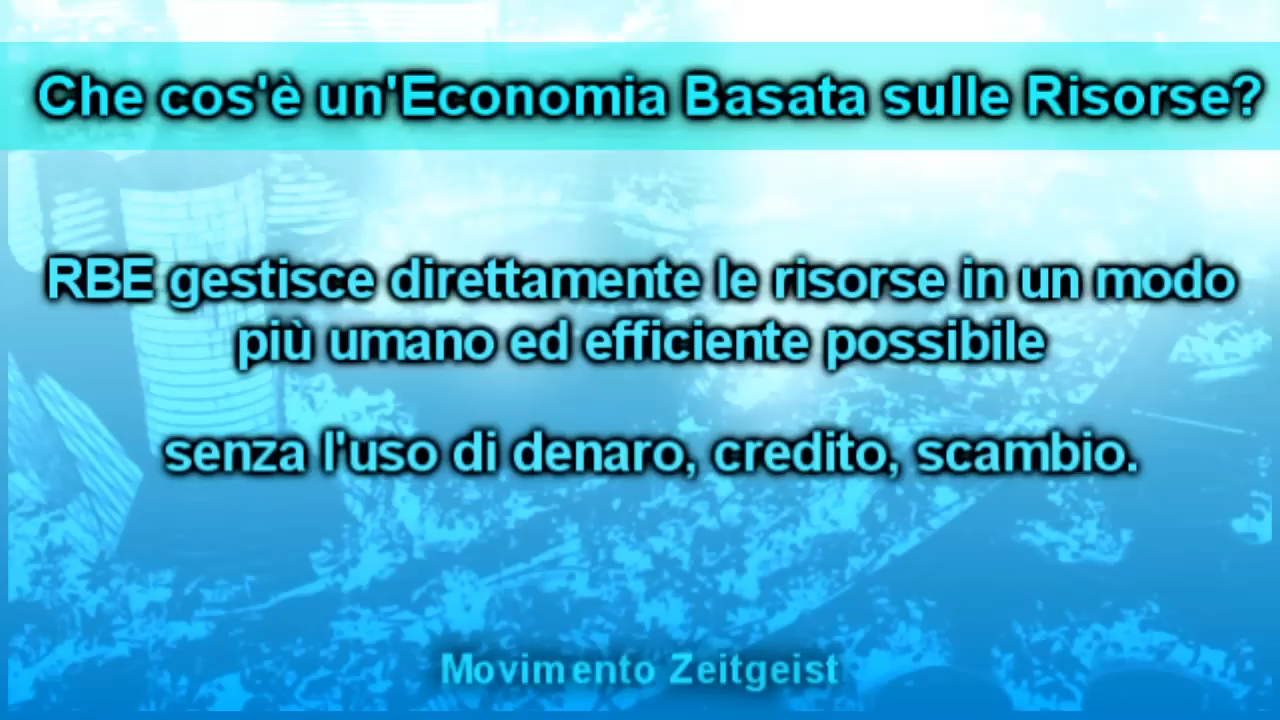 Che cos'è un'Economia Basata sulle Risorse?
RBE gestisce direttamente le risorse in un modo
più umano ed efficiente possibile
senza l'uso di denaro, credito, scambio.
Movimento Zeitgeist